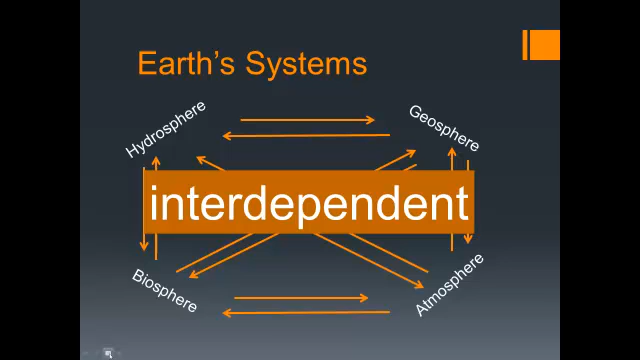 Earth's Systems
Hydrosphere
Geosphere
interdependent
Biosphere
Atmosphere